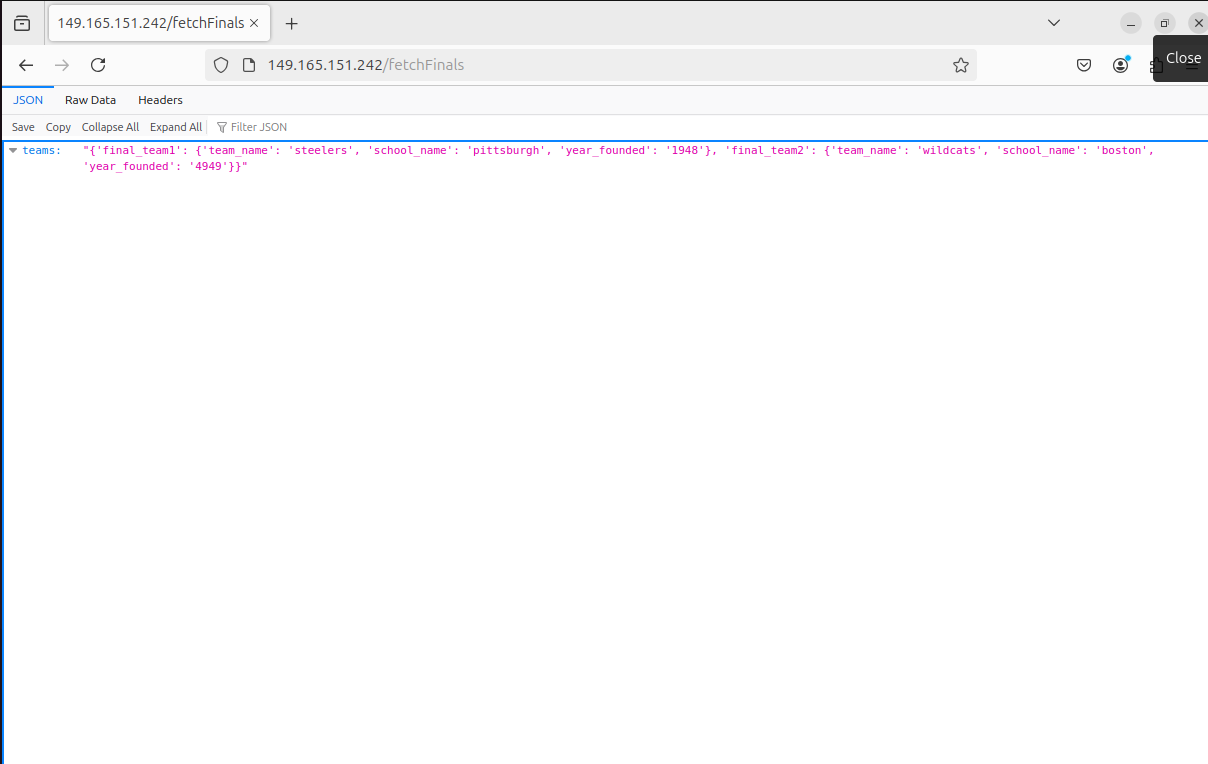 149.165.151.242/fetchFinals
149.165.151.242/fetchFinals
Close
JSON Raw Data Headers
Save Copy Collapse All Expand All Filter JSON
teams: "{'final_team1': {'team_name': 'steelers', 'school_name': 'pittsburgh', 'year_founded': '1948'}, 'final_team2': {'team_name': 'wildcats', 'school_name': 'boston',
'year_founded': '4949'}}"